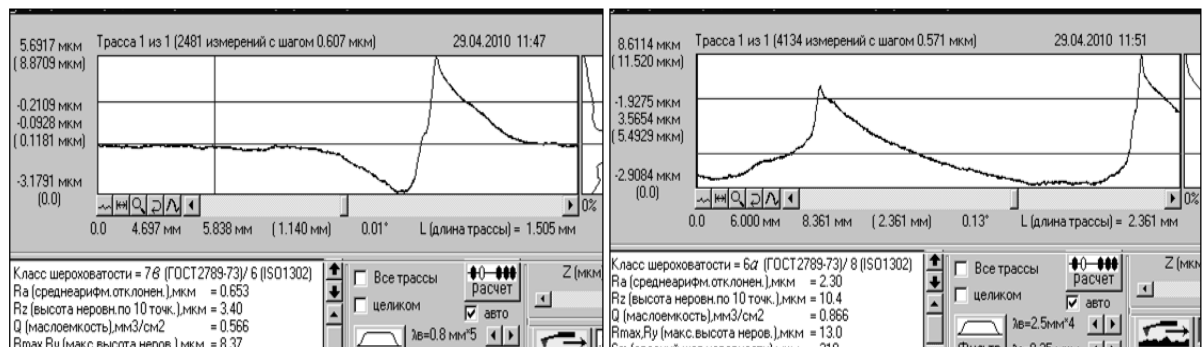 5.6917 мкм
( 8.8709 мкм)
Трасса 1 из 1 (2481 измерений с шагом 0.607 мкм)
29.04.2010 11:47
-0.2109 мкм
-0.0928 мкм
( 0.1181 мкм)
-3.1791 мкм
(0.0)
0%
0.0 4.697 мм 5.838 мм ( 1.140 мм) 0.01° L (длина трассы) = 1.505 мм
Класс шероховатости = 7в (ГОСТ2789-73)/ 6 (ISO1302)
Ra (среднеарифм.отклонен.),мкм = 0.653
Rz (высота неровн.по 10 точк.),мкм = 3.40
Q (маслоемкость),мм3/см2 = 0.566
Rmax,Ry (макс.высота неров.),мкм = 8.37
Все трассы
целиком
Расчет
авто
λв=0.8 мм*5
Z (мкм
8.6114 мкм
( 11.520 мкм)
Трасса 1 из 1 (4134 измерений с шагом 0.571 мкм)
29.04.2010 11:51
-1.9275 мкм
3.5654 мкм
( 5.4929 мкм)
-2.9084 мкм
(0.0)
0%
0.0 6.000 мм 8.361 мм ( 2.361 мм) 0.13° L (длина трассы) = 2.361 мм
Класс шероховатости = 6а (ГОСТ2789-73)/ 8 (ISO1302)
Ra (среднеарифм.отклонен.),мкм = 2.30
Rz (высота неровн.по 10 точк.),мкм = 10.4
Q (маслоемкость),мм3/см2 = 0.866
Rmax,Ry (макс.высота неров.),мкм = 13.0
Все трассы
целиком
Расчет
авто
λв=2.5мм*4
Z (мкм